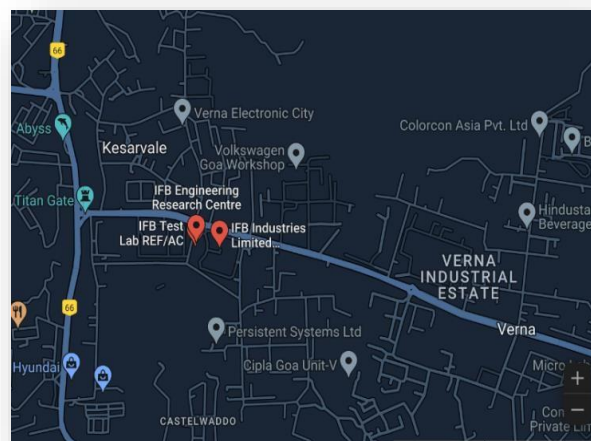 66
Abyss
Verna Electronic City
Colorcon Asia Pvt. Ltd
B
Kesarvale
Volkswagen
Goa Workshop
IFB Engineering
Research Centre
Titan Gate
IFB Test
Lab REF/AC
IFB Industries
Limited...
Hindusta
Beverage
VERNA
INDUSTRIAL
ESTATE
66
Persistent Systems Ltd
Verna
Hyundai
Cipla Goa Unit-V
CASTELWADDO
+
−
Private Lim